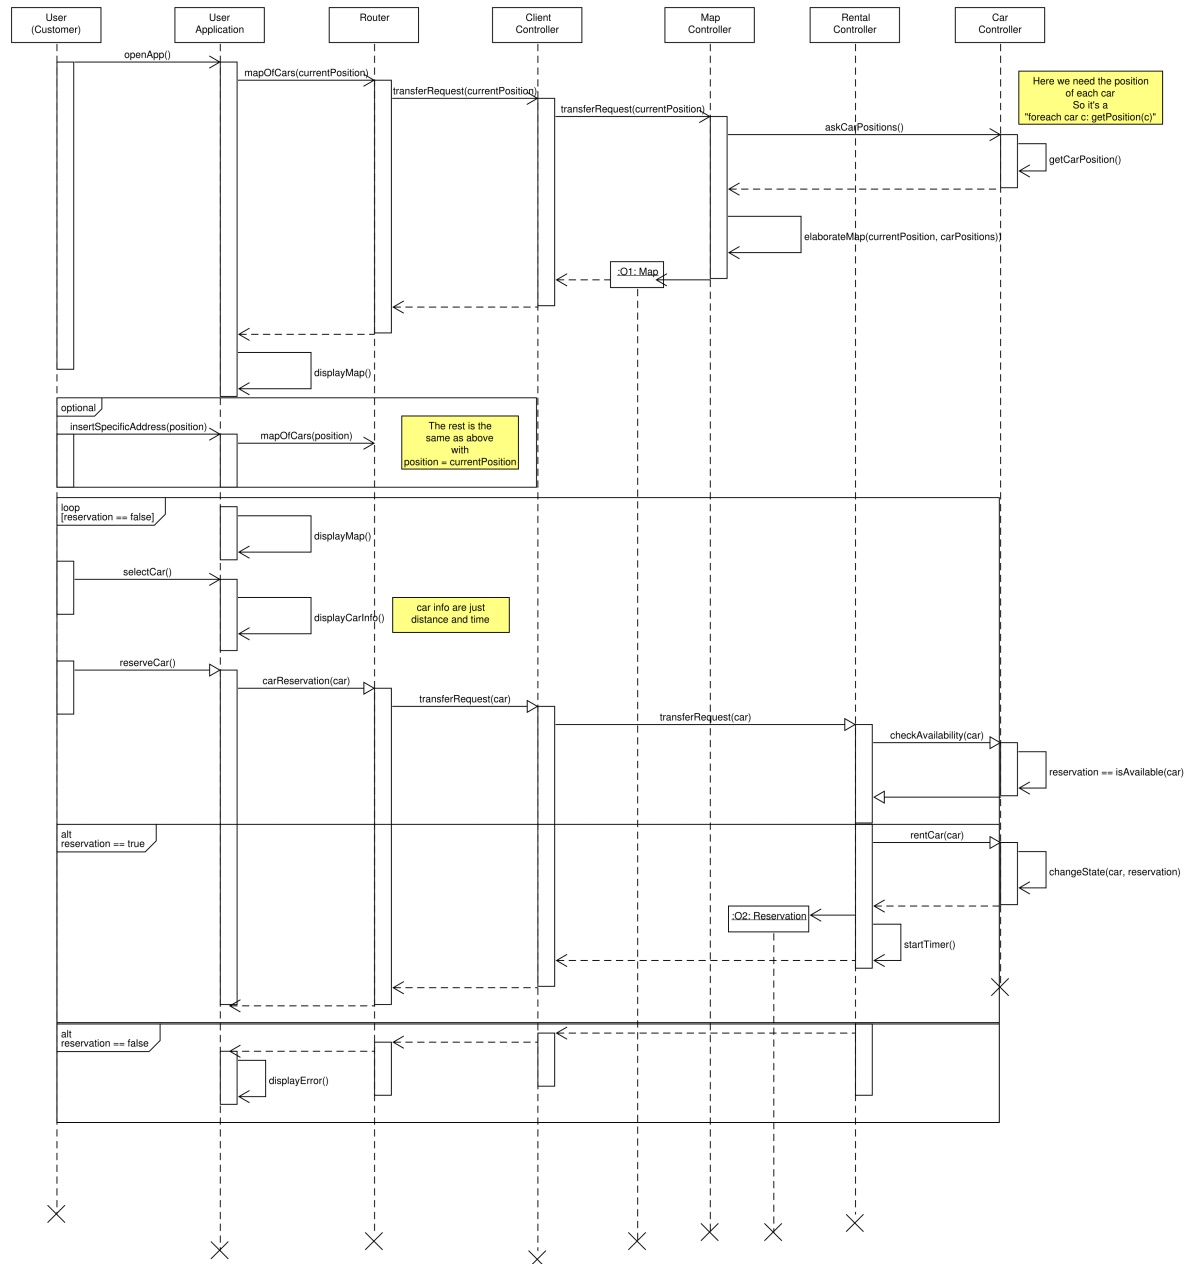 User
(Customer)
User
Application
Router
Client
Controller
Map
Controller
Rental
Controller
Car
Controller
openApp()
mapOfCars(currentPosition)
transferRequest(currentPosition)
transferRequest(currentPosition)
askCarPositions()
Here we need the position
of each car
So it's a
"foreach car c: getPosition(c)"
getCarPosition()
elaborateMap(currentPosition, carPositions))
:O1: Map
displayMap()
optional
insertSpecificAddress(position)
mapOfCars(position)
The rest is the
same as above
with
position = currentPosition
loop
[reservation == false]
displayMap()
selectCar()
displayCarInfo()
car info are just
distance and time
reserveCar()
carReservation(car)
transferRequest(car)
transferRequest(car)
checkAvailability(car)
reservation == isAvailable(car)
alt
reservation == true
rentCar(car)
changeState(car, reservation)
:O2: Reservation
startTimer()
alt
reservation == false
displayError()